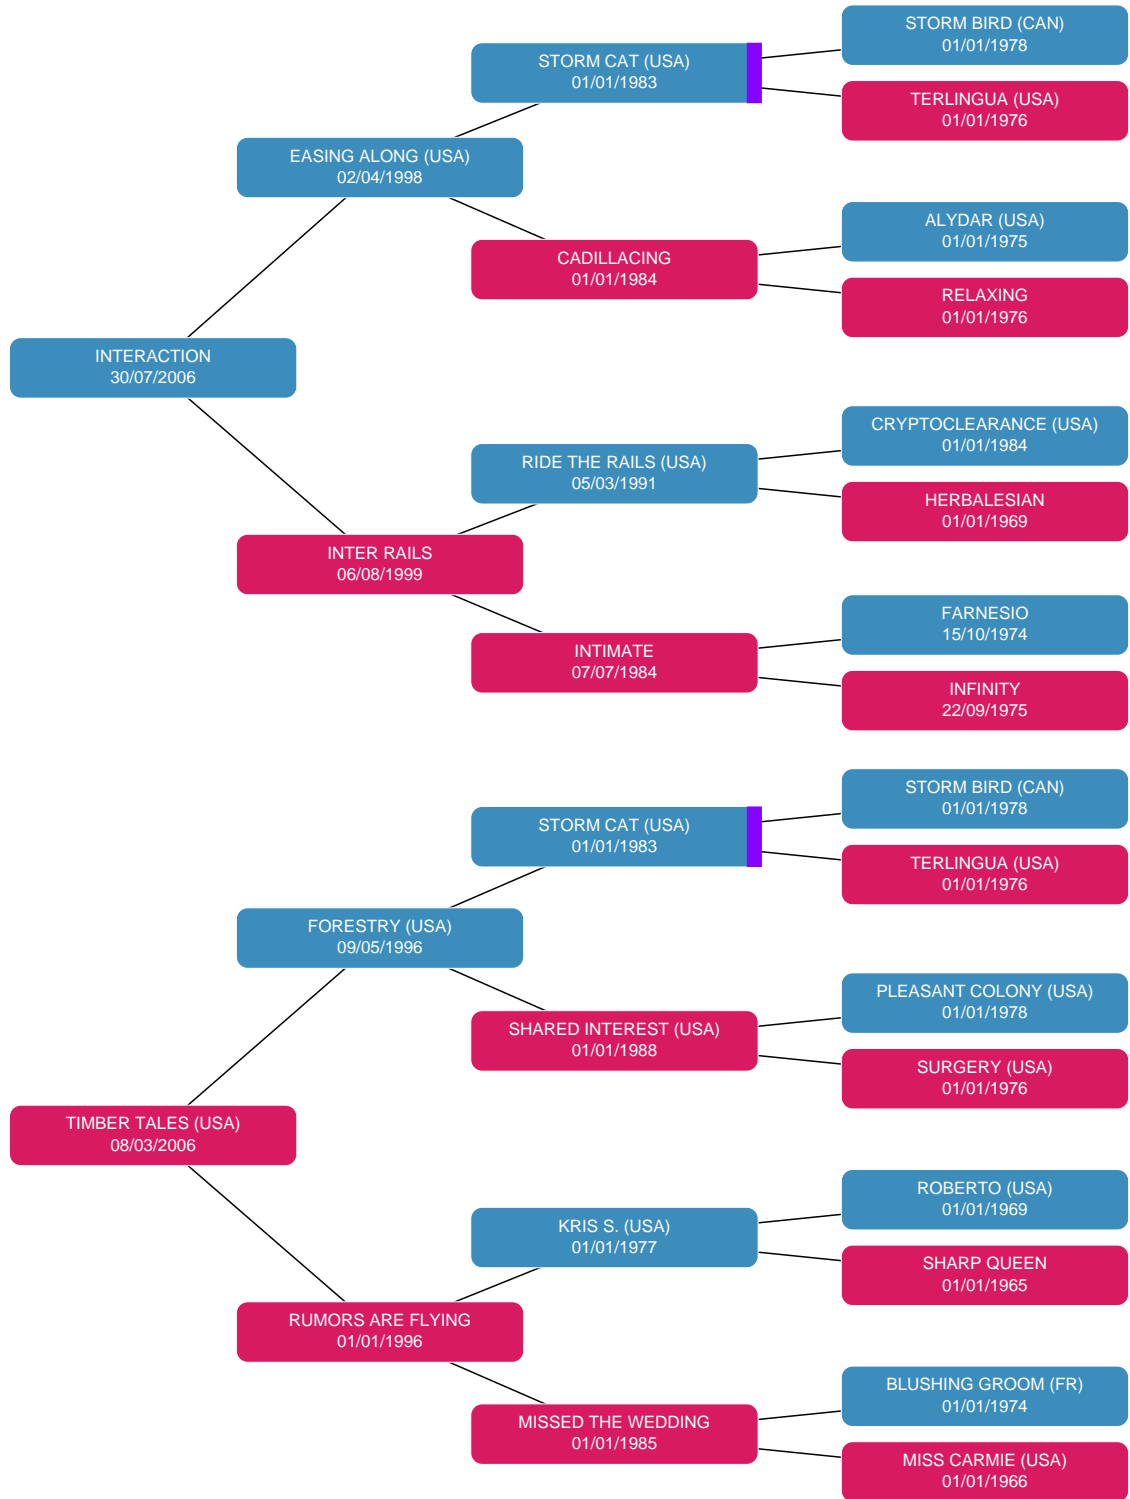 STORM BIRD (CAN)
01/01/1978
STORM CAT (USA)
01/01/1983
TERLINGUA (USA)
01/01/1976
EASING ALONG (USA)
02/04/1998
ALYDAR (USA)
01/01/1975
CADILLACING
01/01/1984
RELAXING
01/01/1976
INTERACTION
30/07/2006
CRYPTOCLEARANCE (USA)
01/01/1984
RIDE THE RAILS (USA)
05/03/1991
HERBALESIAN
01/01/1969
INTER RAILS
06/08/1999
FARNESIO
15/10/1974
INTIMATE
07/07/1984
INFINITY
22/09/1975
STORM BIRD (CAN)
01/01/1978
STORM CAT (USA)
01/01/1983
TERLINGUA (USA)
01/01/1976
FORESTRY (USA)
09/05/1996
PLEASANT COLONY (USA)
01/01/1978
SHARED INTEREST (USA)
01/01/1988
SURGERY (USA)
01/01/1976
TIMBER TALES (USA)
08/03/2006
ROBERTO (USA)
01/01/1969
KRIS S. (USA)
01/01/1977
SHARP QUEEN
01/01/1965
RUMORS ARE FLYING
01/01/1996
BLUSHING GROOM (FR)
01/01/1974
MISSED THE WEDDING
01/01/1985
MISS CARMIE (USA)
01/01/1966